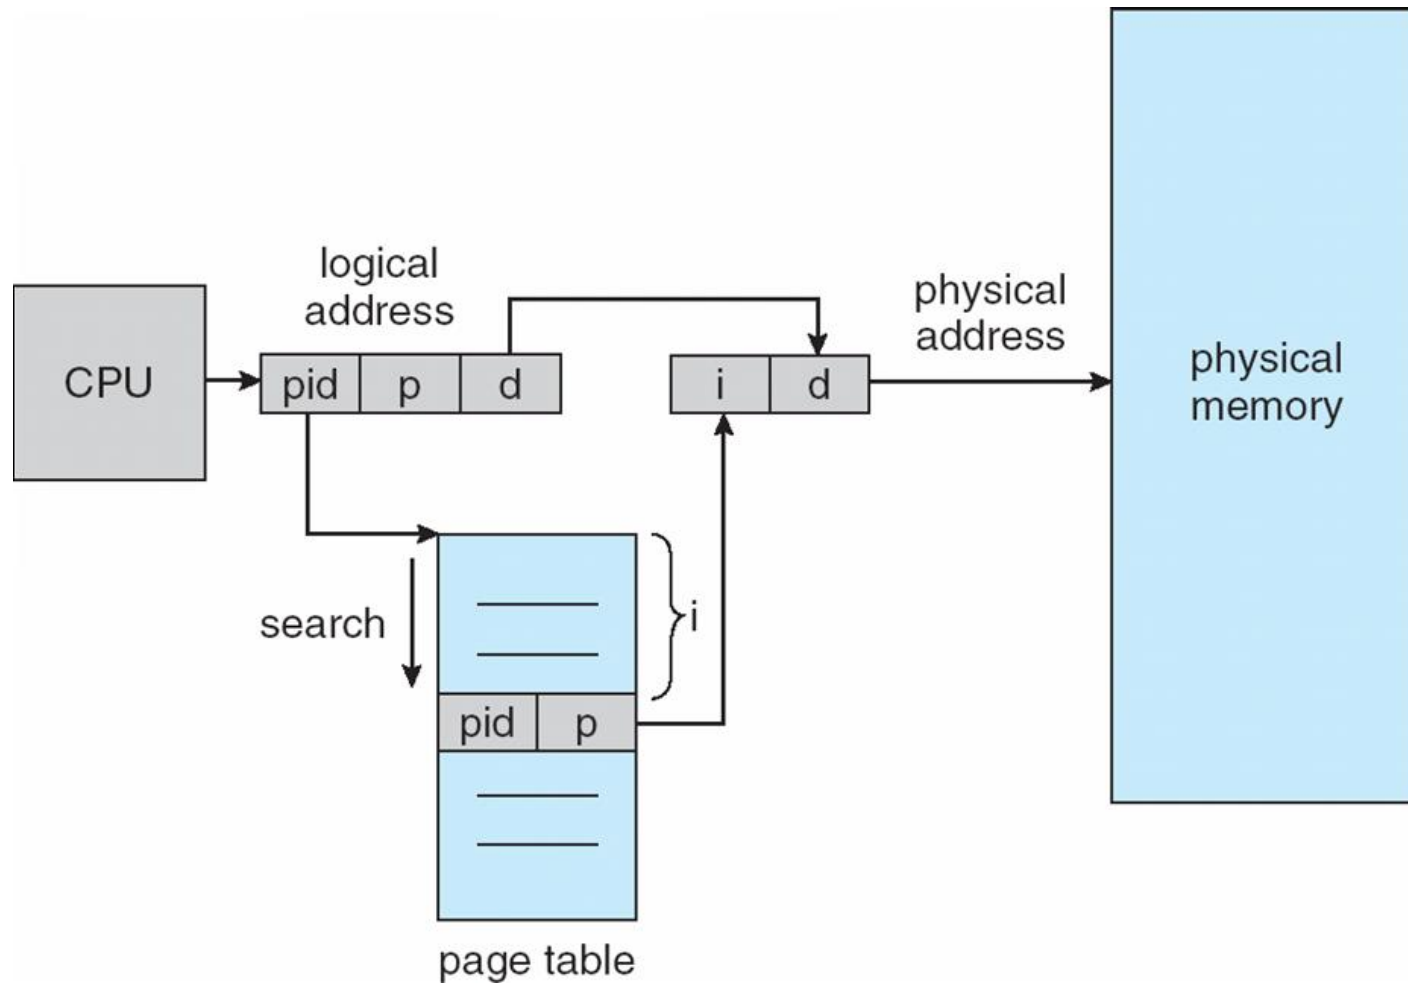 logical
address
physical
address
CPU
pid
p
d
i
d
physical
memory
search
i
pid
p
page table